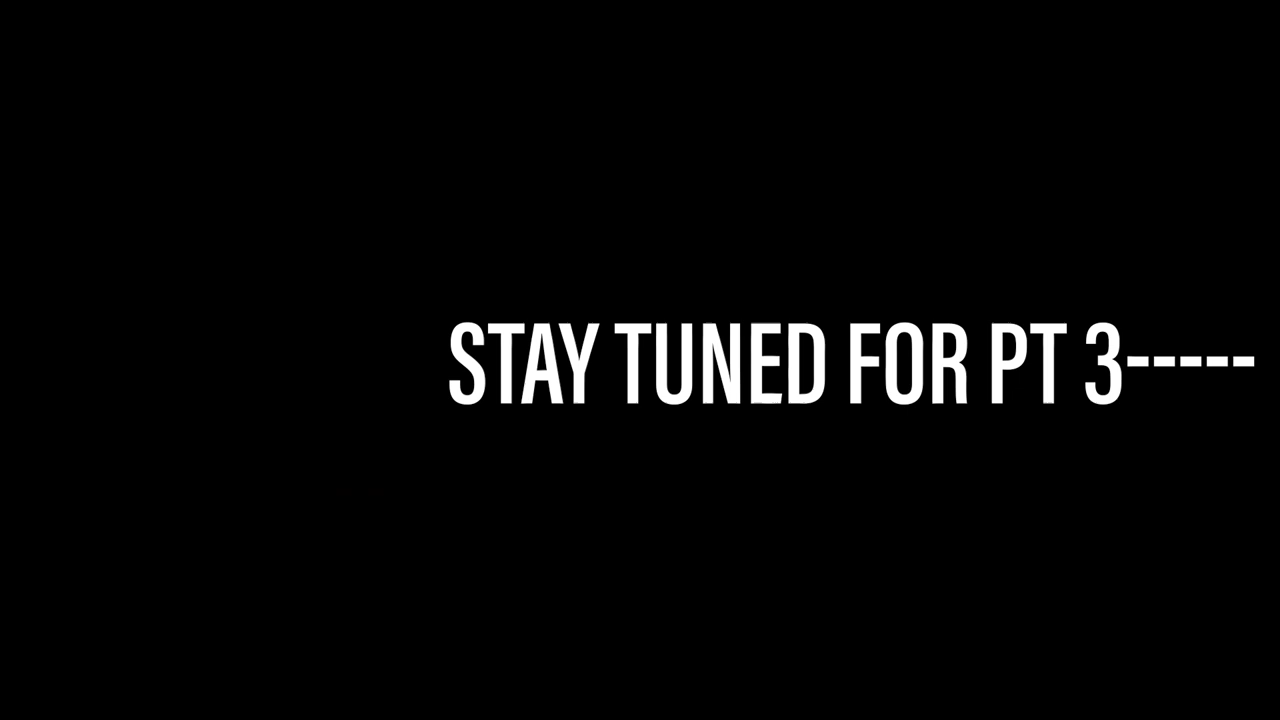 STAY TUNED FOR PT 3-----